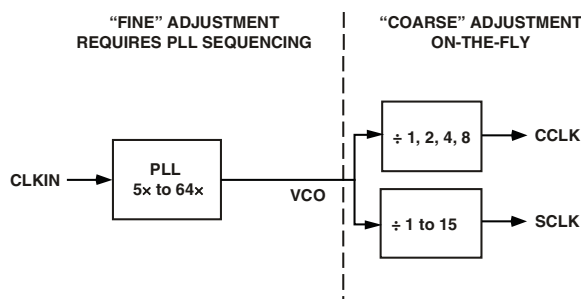 “FINE” ADJUSTMENT
REQUIRES PLL SEQUENCING
“COARSE” ADJUSTMENT
ON-THE-FLY
CLKIN
PLL
5× to 64×
VCO
÷ 1, 2, 4, 8
CCLK
÷ 1 to 15
SCLK